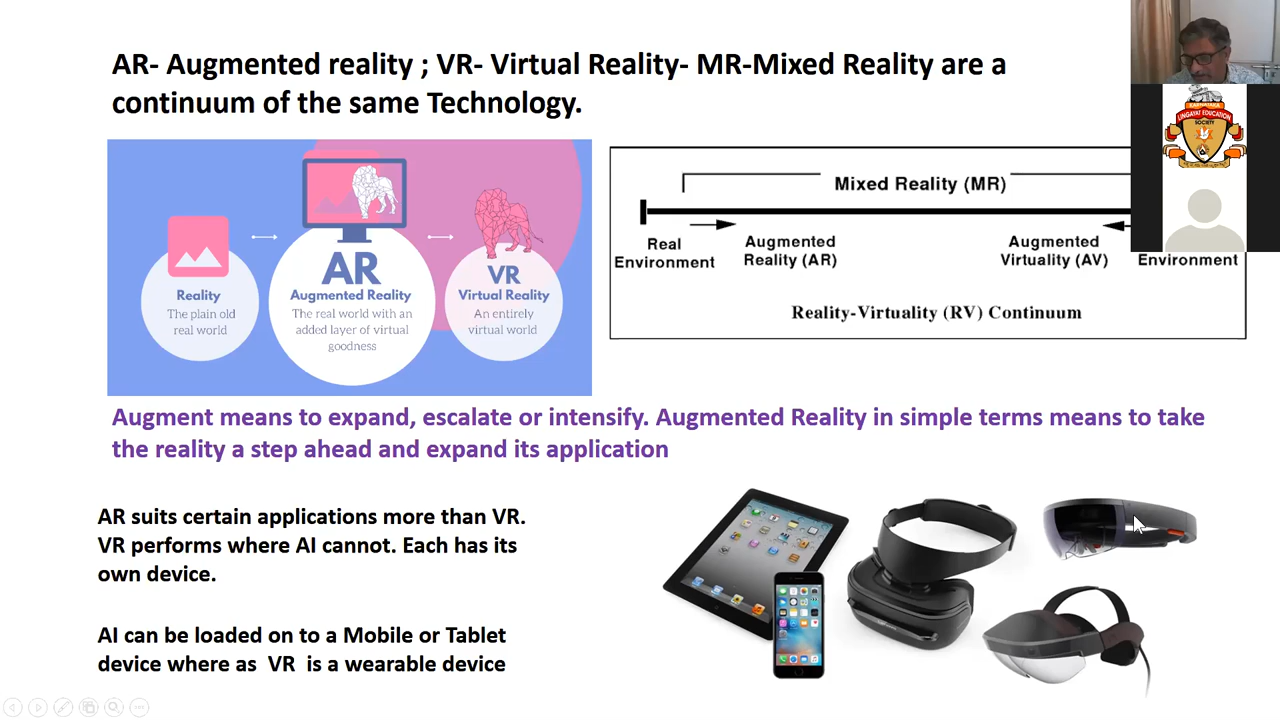 AR- Augmented reality ; VR- Virtual Reality- MR-Mixed Reality are a
continuum of the same Technology.
KARNATAKA
LINGAYAT EDUCATION
SOCIETY
AR
Augmented Reality
The real world with an
added layer of virtual
goodness
Reality
The plain old
real world
VR
Virtual Reality
An entirely
virtual world
Mixed Reality (MR)
Real
Environment
Augmented
Reality (AR)
Augmented
Virtuality (AV)
Environment
Reality-Virtuality (RV) Continuum
Augment means to expand, escalate or intensify. Augmented Reality in simple terms means to take
the reality a step ahead and expand its application
AR suits certain applications more than VR.
VR performs where AI cannot. Each has its
own device.
AI can be loaded on to a Mobile or Tablet
device where as VR is a wearable device